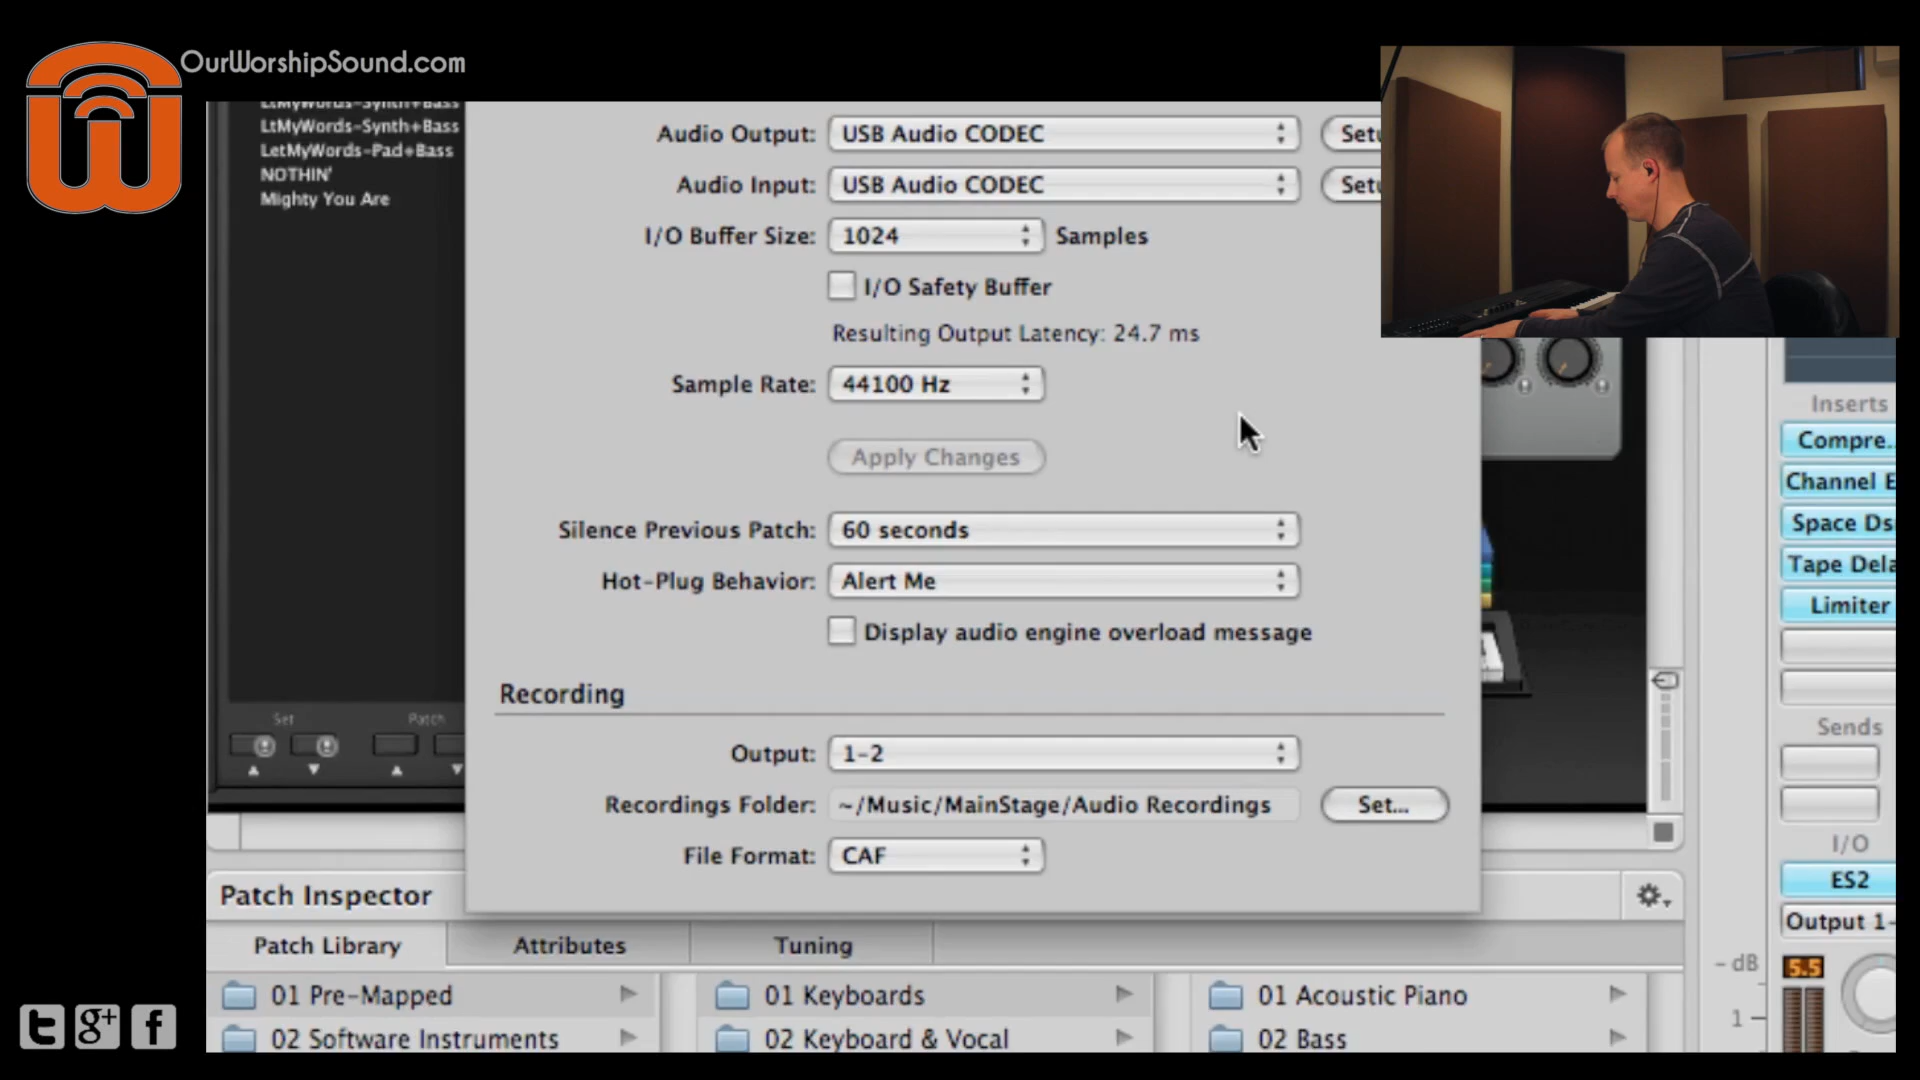 OurWorshipSound.com
LtMyWords-Synth+Bass
LtMyWords-Synth+Bass
LetMyWords-Pad+Bass
NOTHIN'
Mighty You Are
Set
Patch
Audio Output: USB Audio CODEC Setu
Audio Input: USB Audio CODEC Setu
I/O Buffer Size: 1024 Samples
I/O Safety Buffer
Resulting Output Latency: 24.7 ms
Sample Rate: 44100 Hz
Apply Changes
Silence Previous Patch: 60 seconds
Hot-Plug Behavior: Alert Me
Display audio engine overload message
Recording
Output: 1-2
Recordings Folder: ~/Music/MainStage/Audio Recordings Set...
File Format: CAF
Inserts
Compre..
Channel E
Space Ds
Tape Dela
Limiter
Sends
I/O
ES2
Output 1-
- dB 5.5
1 -
Patch Inspector
Patch Library Attributes Tuning
01 Pre-Mapped 01 Keyboards 01 Acoustic Piano
02 Software Instruments 02 Keyboard & Vocal 02 Bass
t g+ f